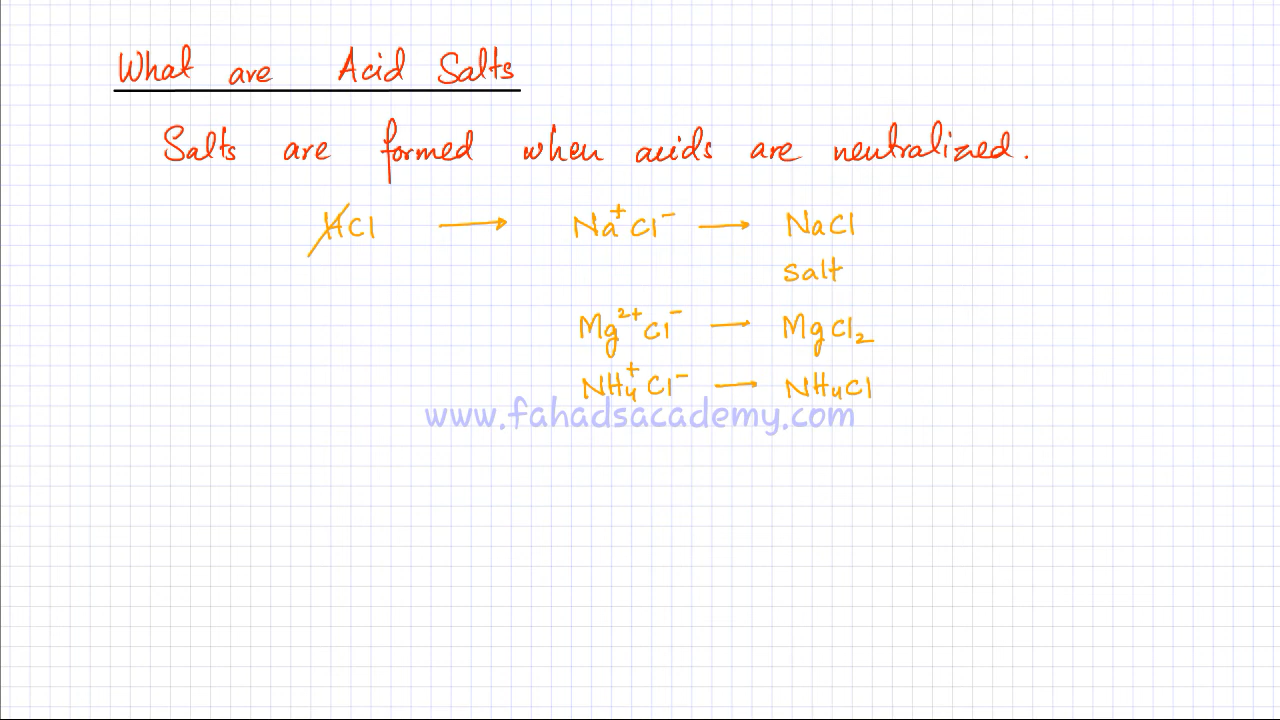 What are Acid Salts
Salts are formed when acids are neutralized.
HCl ⟶ Na⁺Cl⁻ ⟶ NaCl
salt
Mg²⁺Cl⁻ ⟶ MgCl₂
NH₄⁺Cl⁻ ⟶ NH₄Cl
www.fahadsacademy.com